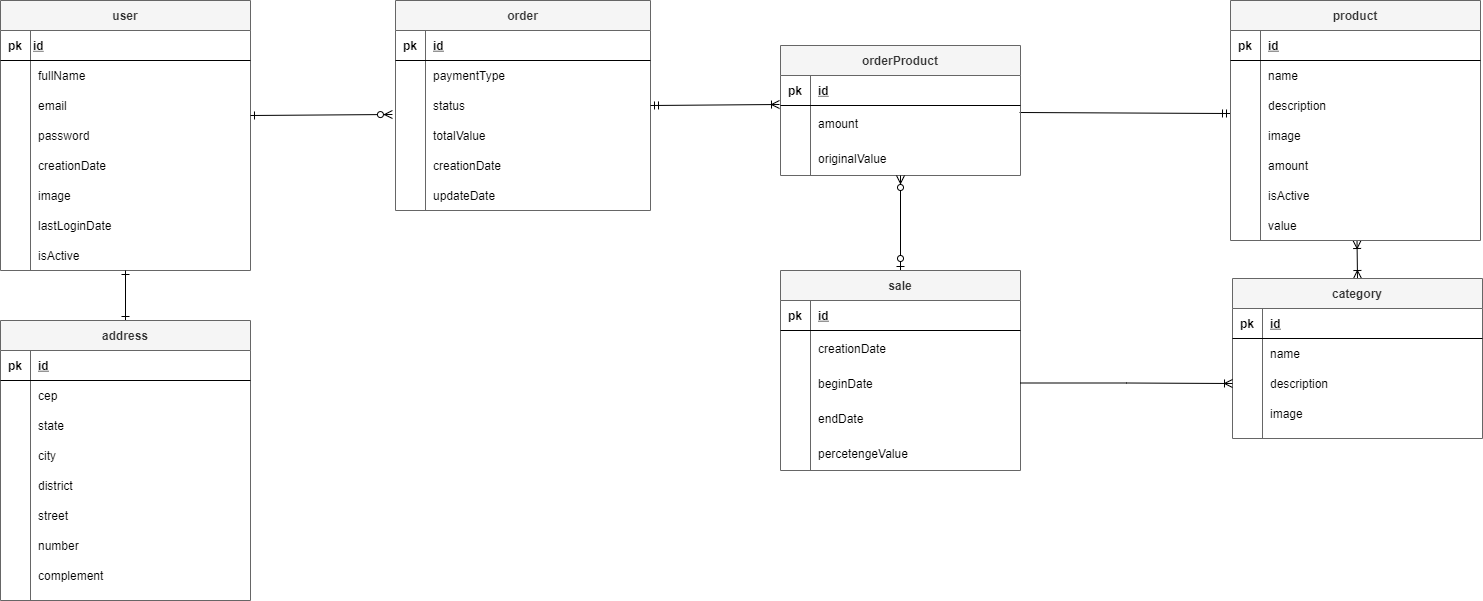 user
pk id
fullName
email
password
creationDate
image
lastLoginDate
isActive
address
pk id
cep
state
city
district
street
number
complement
order
pk id
paymentType
status
totalValue
creationDate
updateDate
orderProduct
pk id
amount
originalValue
sale
pk id
creationDate
beginDate
endDate
percetengeValue
product
pk id
name
description
image
amount
isActive
value
category
pk id
name
description
image